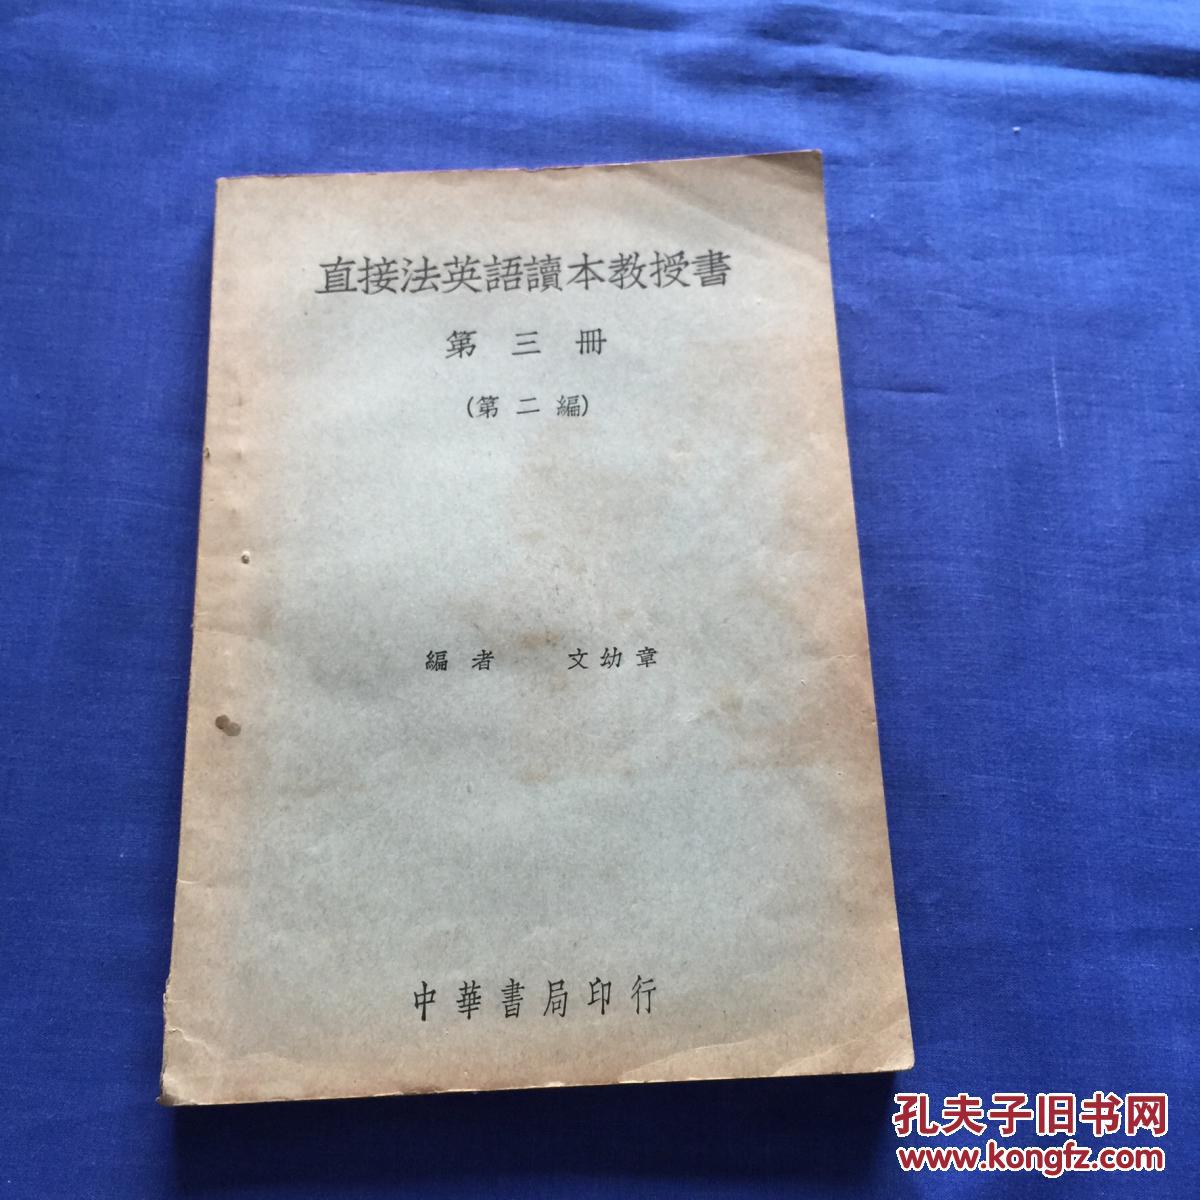 直接法英語讀本教授書
第三冊
(第二編)
編者 文幼章
中華書局印行
孔夫子旧书网
www.kongfz.com